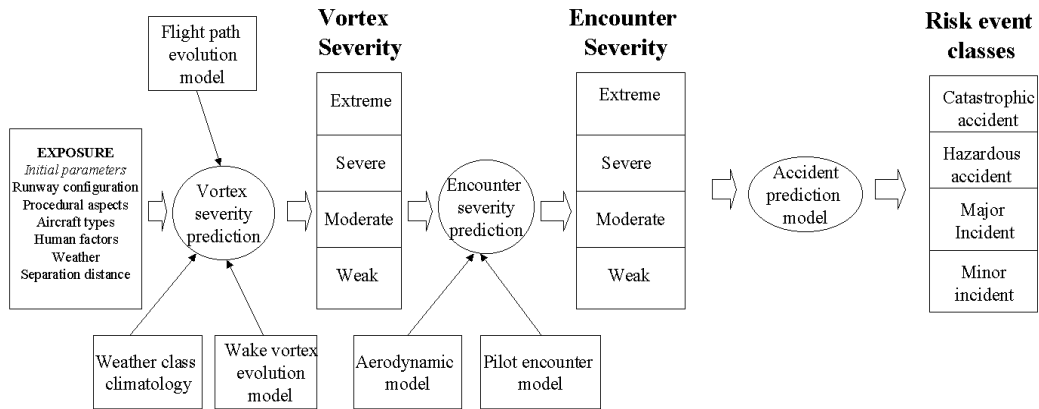 Flight path
evolution
model
Vortex
Severity
Encounter
Severity
Risk event
classes
EXPOSURE
Initial parameters
Runway configuration
Procedural aspects
Aircraft types
Human factors
Weather
Separation distance
Vortex
severity
prediction
Extreme
Severe
Moderate
Weak
Encounter
severity
prediction
Extreme
Severe
Moderate
Weak
Accident
prediction
model
Catastrophic
accident
Hazardous
accident
Major
Incident
Minor
incident
Weather class
climatology
Wake vortex
evolution
model
Aerodynamic
model
Pilot encounter
model